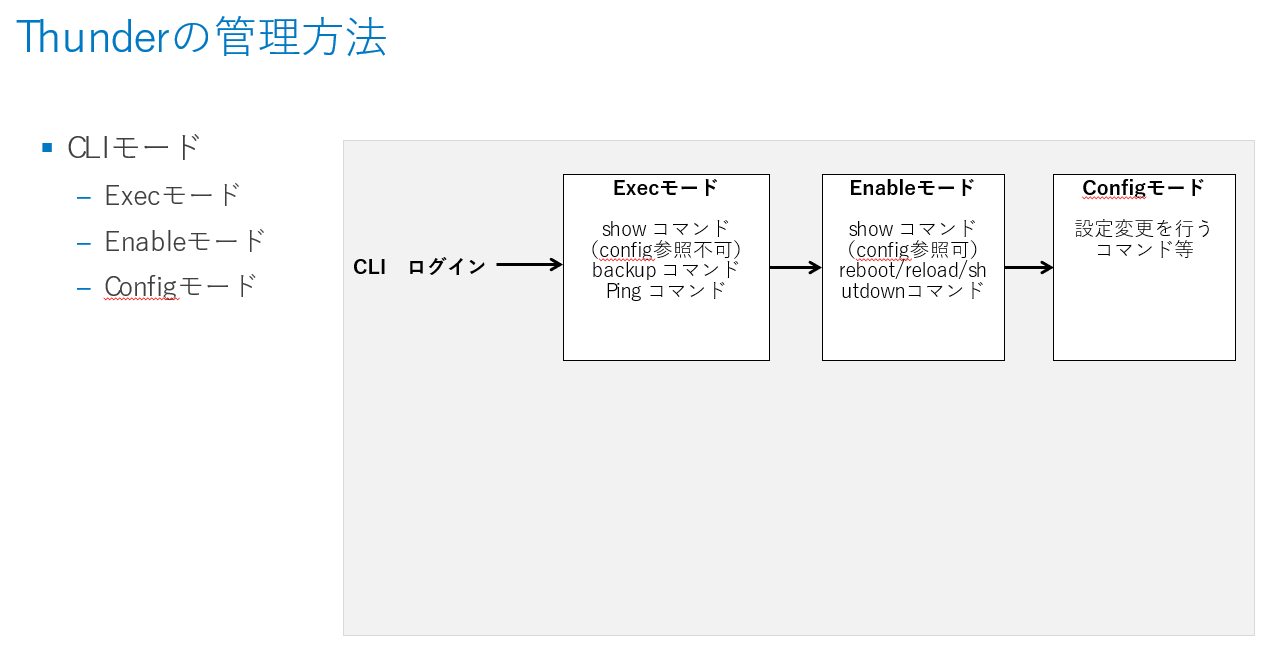 Thunderの管理方法
CLIモード
Execモード
Enableモード
Configモード
CLI　ログイン
Execモード
show コマンド
（config参照不可）
backup コマンド
Ping コマンド
Enableモード
show コマンド
（config参照可）
reboot/reload/sh
utdownコマンド
Configモード
設定変更を行う
コマンド等